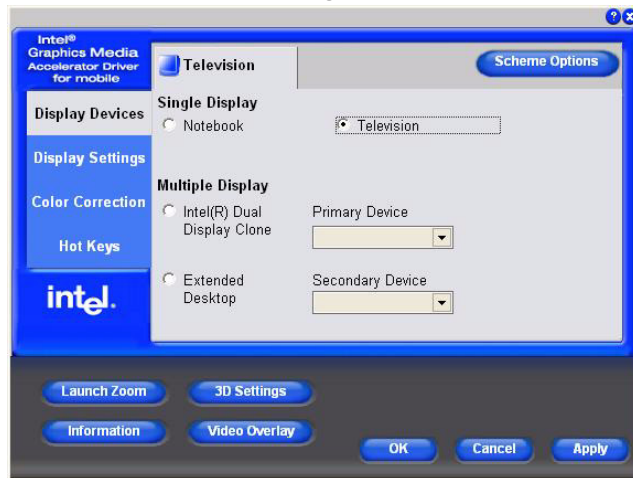 Intel®
Graphics Media
Accelerator Driver
for mobile
Television
Scheme Options
Display Devices
Display Settings
Color Correction
Hot Keys
intel.
Single Display
Notebook
Television
Multiple Display
Intel(R) Dual
Display Clone
Primary Device
Extended
Desktop
Secondary Device
Launch Zoom
3D Settings
Information
Video Overlay
OK
Cancel
Apply